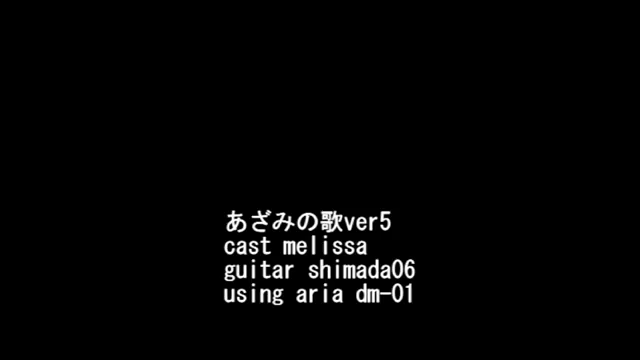 あざみの歌ver5
cast melissa
guitar shimada06
using aria dm-01